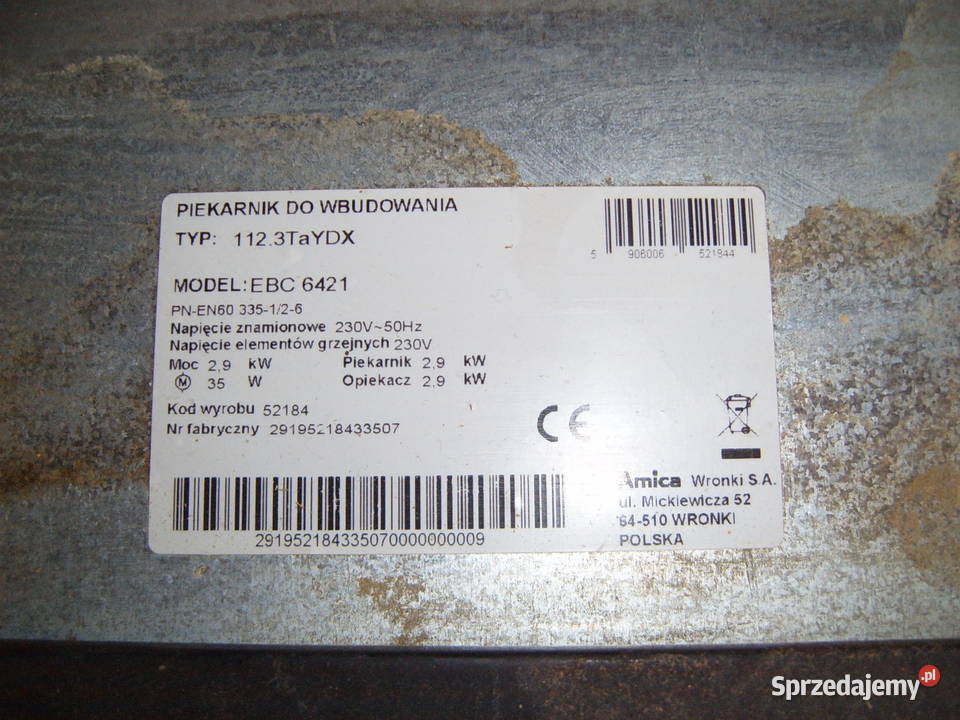 PIEKARNIK DO WBUDOWANIA
TYP: 112.3TaYDX
5 906006 521844
MODEL: EBC 6421
PN-EN60 335-1/2-6
Napięcie znamionowe 230V~50Hz
Napięcie elementów grzejnych 230V
Moc 2,9 kW Piekarnik 2,9 kW
M 35 W Opiekacz 2,9 kW
Kod wyrobu 52184
Nr fabryczny 29195218433507
CE
Amica Wronki S.A.
ul. Mickiewicza 52
64-510 WRONKI
POLSKA
291952184335070000000009
Sprzedajemy.pl